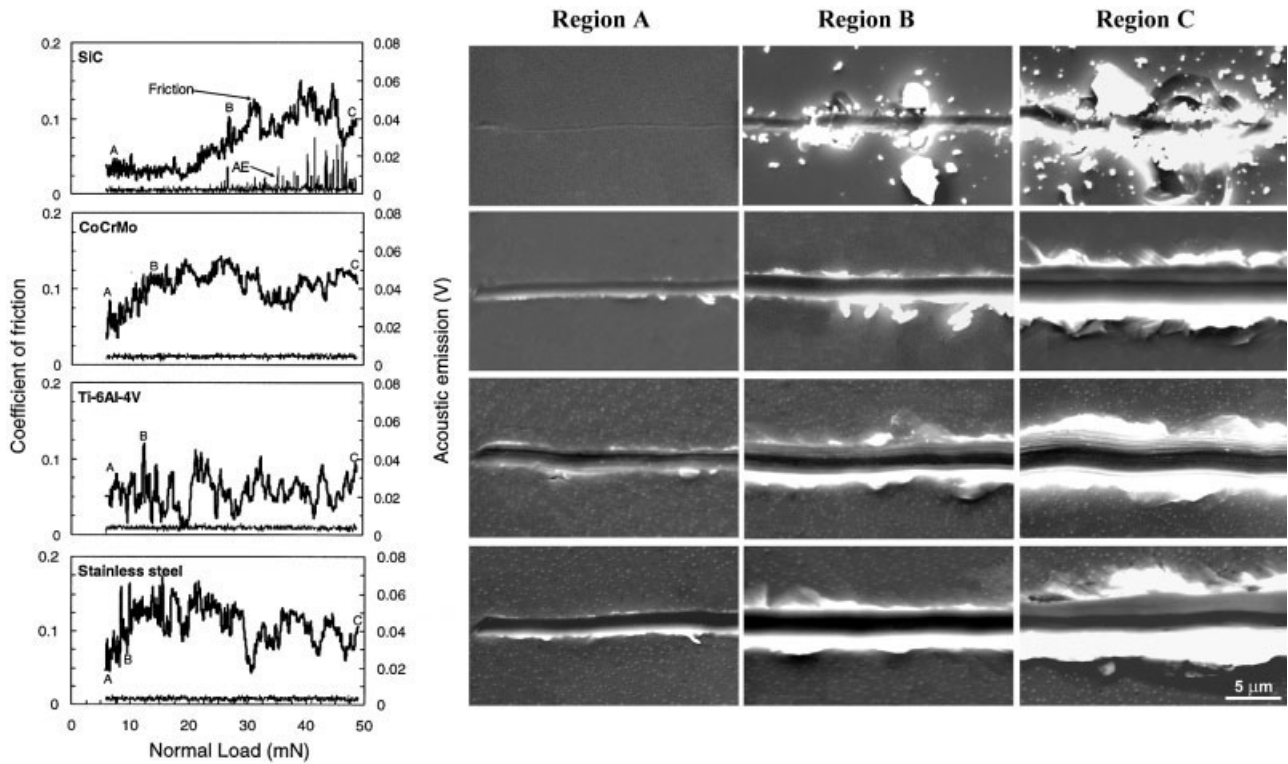 Region A Region B Region C
0.2 0.08
SiC
0.06
Friction
B C
0.1 0.04
A
AE 0.02
0 0
0.2 0.08
CoCrMo
0.06
B C
A
0.1 0.04
0.02
0 0
0.2 0.08
Ti-6Al-4V
0.06
B
C
A
0.1 0.04
0.02
0 0
0.2 0.08
Stainless steel
0.06
C
0.1 0.04
B
A
0.02
0 0
0 10 20 30 40 50
Normal Load (mN)
Coefficient of friction
Acoustic emission (V)
5 μm